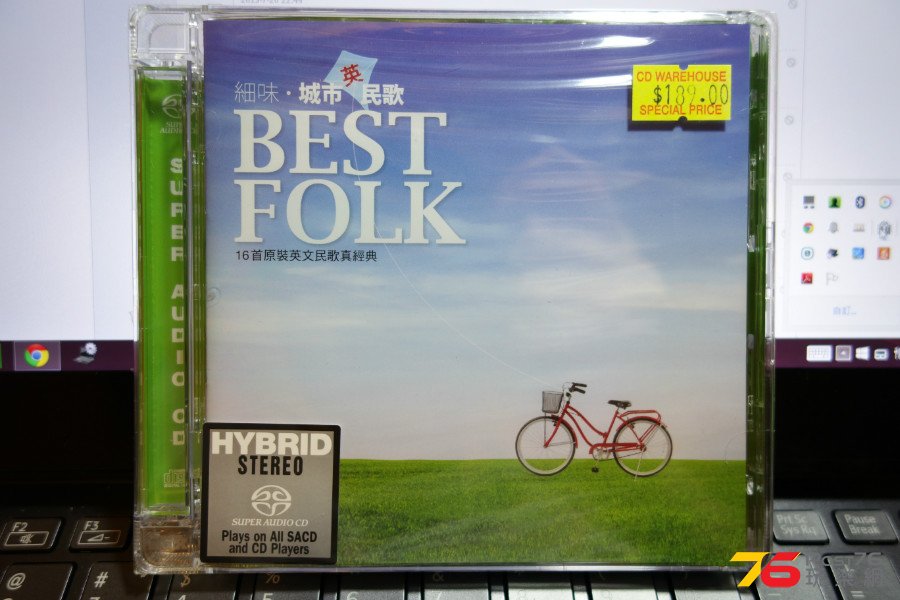 細味・城市英民歌
BEST
FOLK
16首原裝英文民歌真經典
CD WAREHOUSE
$189.00
SPECIAL PRICE
SUPER AUDIO CD
HYBRID
STEREO
SUPER AUDIO CD
Plays on All SACD
and CD Players
F2
F3
Prt Sc
Sys Rq
Pause
Break
@
#
76